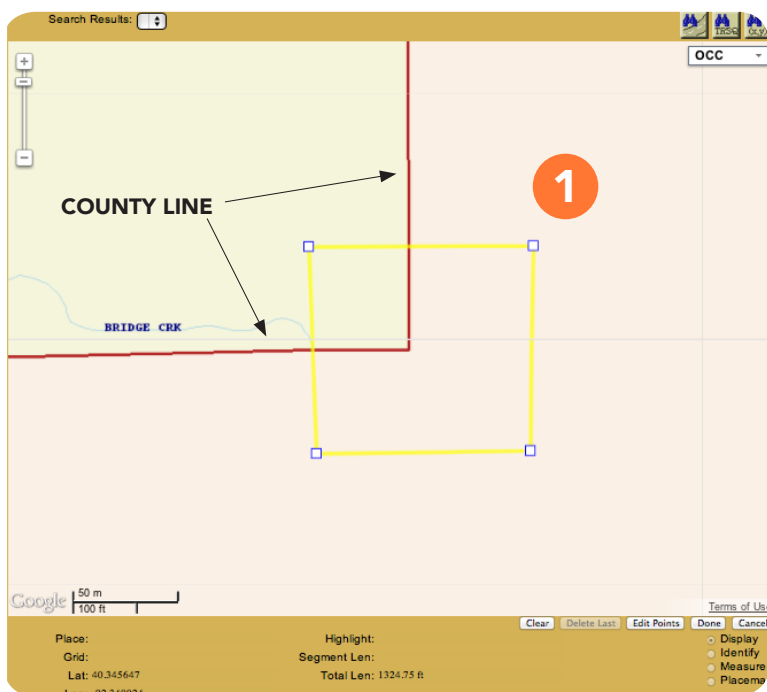 Search Results:
TRSQ
OCC
1
COUNTY LINE
BRIDGE CRK
Google
50 m
100 ft
Terms of Us
Clear Delete Last Edit Points Done Cancel
Place: Highlight: Display
Grid: Segment Len: Identify
Lat: 40.345647 Total Len: 1324.75 ft Measure
Placema